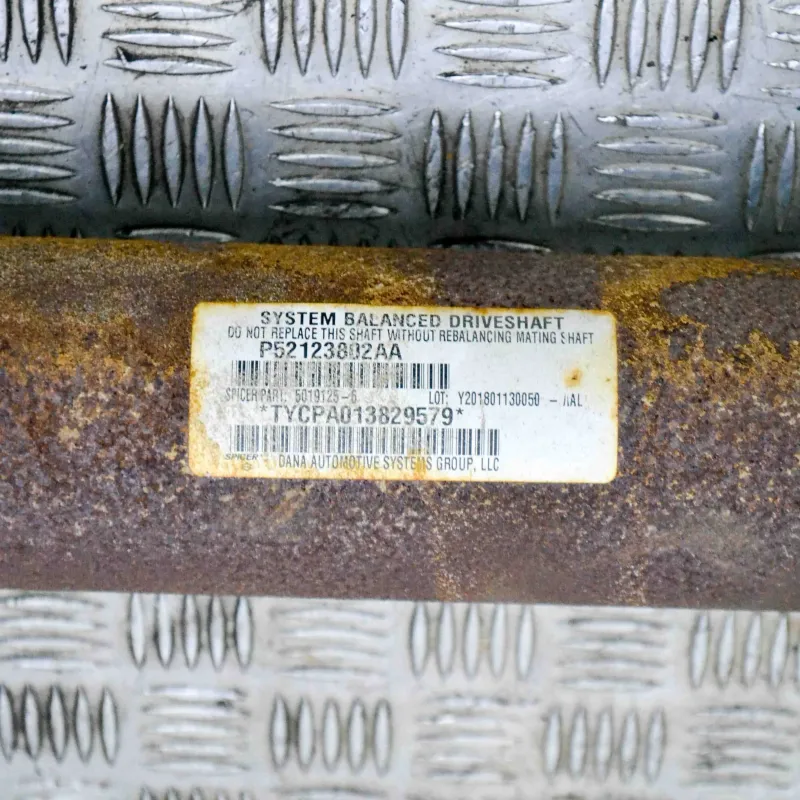 SYSTEM BALANCED DRIVESHAFT
DO NOT REPLACE THIS SHAFT WITHOUT REBALANCING MATING SHAFT
P52123802AA
SPICER PART: 5019125-6 LOT: Y201801130050 -
*TYCPA013829579*
SPICER DANA AUTOMOTIVE SYSTEMS GROUP, LLC